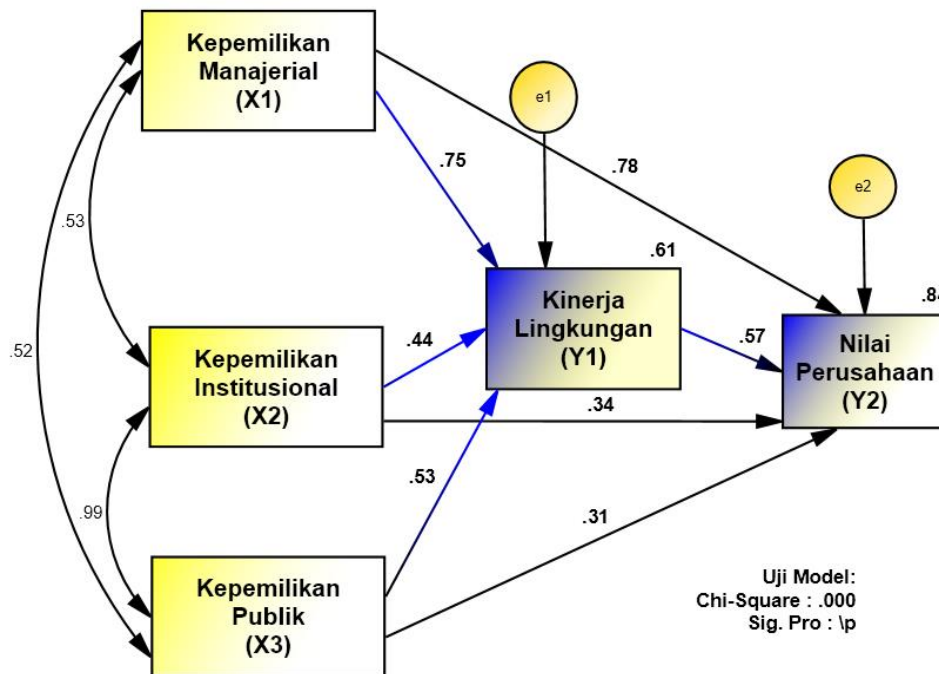 Kepemilikan
Manajerial
(X1)
e1
.75
.78
e2
.53
.61
Kinerja
Lingkungan
(Y1)
.84
.52
Kepemilikan
Institusional
(X2)
.44
.57
Nilai
Perusahaan
(Y2)
.34
.99
.53
.31
Kepemilikan
Publik
(X3)
Uji Model:
Chi-Square : .000
Sig. Pro : \p